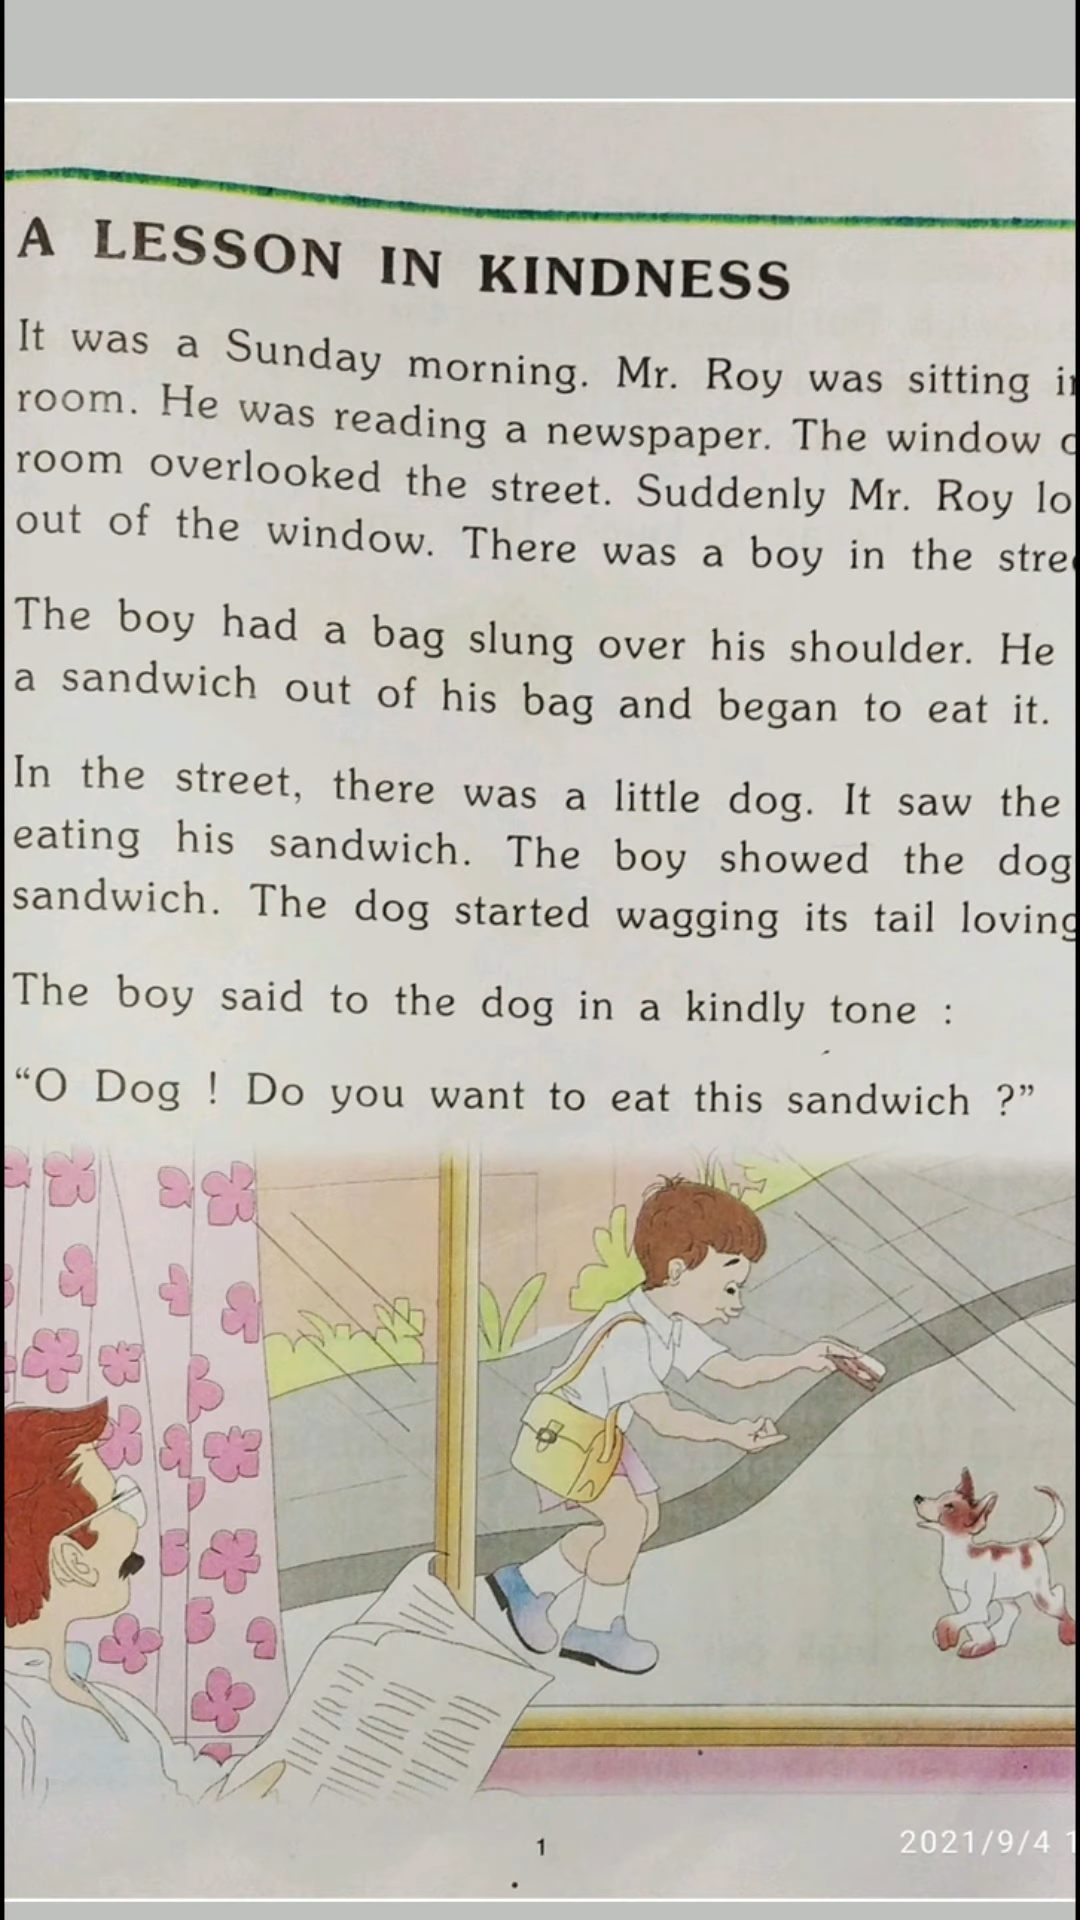 A LESSON IN KINDNESS
It was a Sunday morning. Mr. Roy was sitting
room. He was reading a newspaper. The window
room overlooked the street. Suddenly Mr. Roy
out of the window. There was a boy in the
The boy had a bag slung over his shoulder. He
a sandwich out of his bag and began to eat it.
In the street, there was a little dog. It saw the
eating his sandwich. The boy showed the dog
sandwich. The dog started wagging its tail
The boy said to the dog in a kindly tone :
“O Dog ! Do you want to eat this sandwich ?”
1
2021/9/4